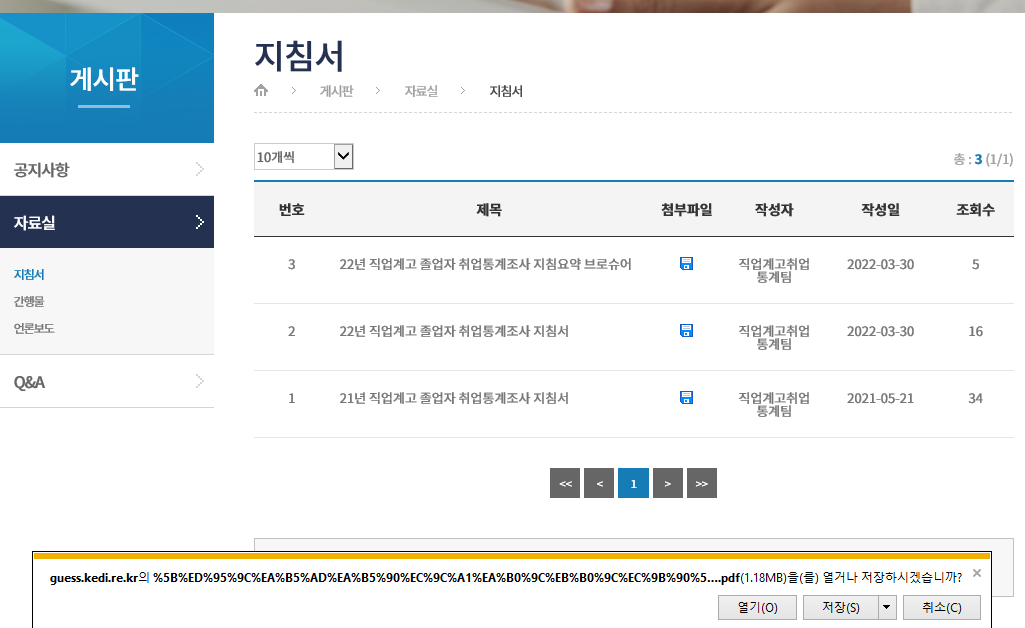 게시판
공지사항
자료실
지침서
간행물
언론보도
Q&A
지침서
게시판 자료실 지침서
10개씩
총 : 3 (1/1)
번호 제목 첨부파일 작성자 작성일 조회수
3 22년 직업계고 졸업자 취업통계조사 지침요약 브로슈어 직업계고취업 2022-03-30 5
통계팀
2 22년 직업계고 졸업자 취업통계조사 지침서 직업계고취업 2022-03-30 16
통계팀
1 21년 직업계고 졸업자 취업통계조사 지침서 직업계고취업 2021-05-21 34
통계팀
<< < 1 > >>
guess.kedi.re.kr의 %5B%ED%95%9C%EA%B5%AD%EA%B5%90%EC%9C%A1%EA%B0%9C%EB%B0%9C%EC%9B%90%5....pdf(1.18MB)을(를) 열거나 저장하시겠습니까?
열기(O) 저장(S) 취소(C)